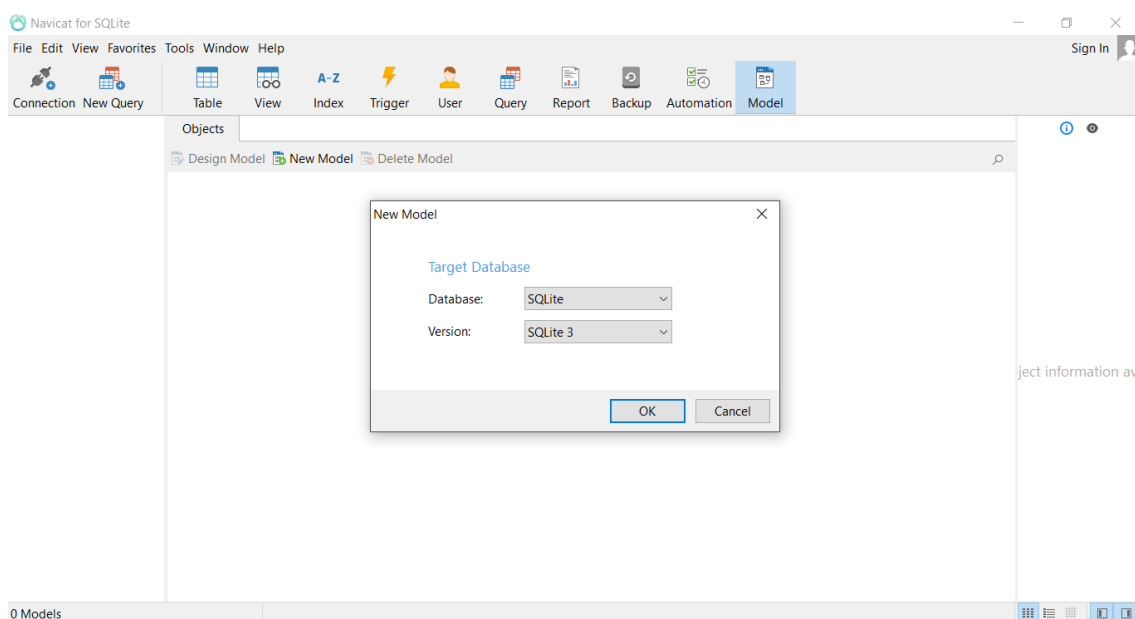 Navicat for SQLite
File Edit View Favorites Tools Window Help
Sign In
Connection New Query Table View Index Trigger User Query Report Backup Automation Model
Objects
Design Model New Model Delete Model
New Model
Target Database
Database: SQLite
Version: SQLite 3
ject information av
OK Cancel
0 Models